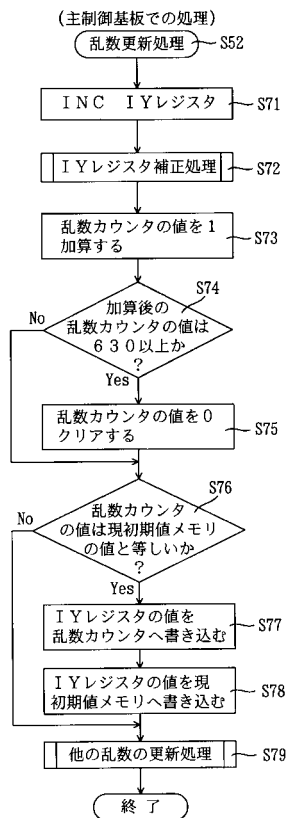 (主制御基板での処理)
乱数更新処理
S52
INC IYレジスタ
S71
IYレジスタ補正処理
S72
乱数カウンタの値を1
加算する
S73
S74
加算後の
乱数カウンタの値は
630以上か
?
No
Yes
乱数カウンタの値を0
クリアする
S75
S76
乱数カウンタ
の値は現初期値メモリ
の値と等しいか
?
No
Yes
IYレジスタの値を
乱数カウンタへ書き込む
S77
IYレジスタの値を現
初期値メモリへ書き込む
S78
他の乱数の更新処理
S79
終了